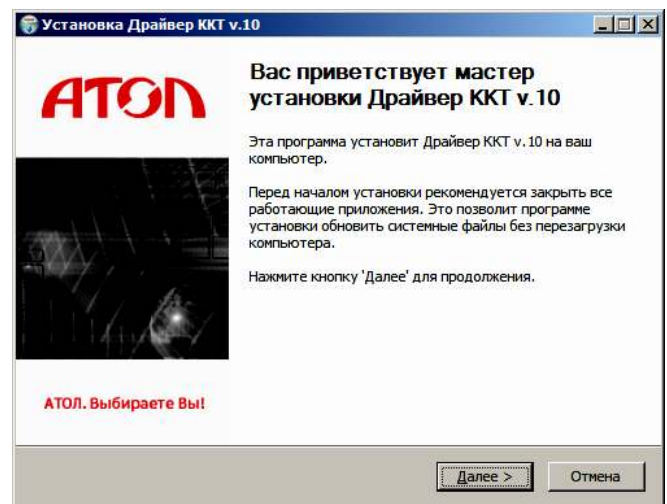 Установка Драйвер ККТ v.10
АТОЛ
Вас приветствует мастер
установки Драйвер ККТ v.10
Эта программа установит Драйвер ККТ v.10 на ваш
компьютер.
Перед началом установки рекомендуется закрыть все
работающие приложения. Это позволит программе
установки обновить системные файлы без перезагрузки
компьютера.
Нажмите кнопку 'Далее' для продолжения.
АТОЛ. Выбираете Вы!
Далее >
Отмена